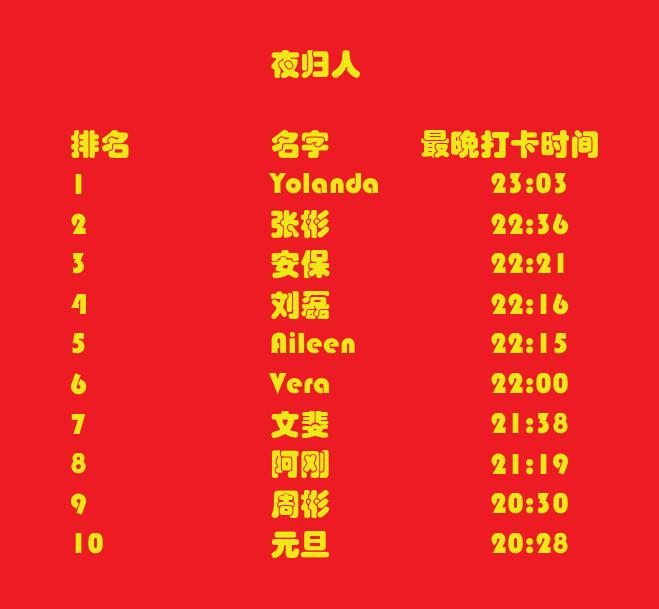 夜归人
排名 名字 最晚打卡时间
1 Yolanda 23:03
2 张彬 22:36
3 安保 22:21
4 刘磊 22:16
5 Aileen 22:15
6 Vera 22:00
7 文斐 21:38
8 阿刚 21:19
9 周彬 20:30
10 元旦 20:28